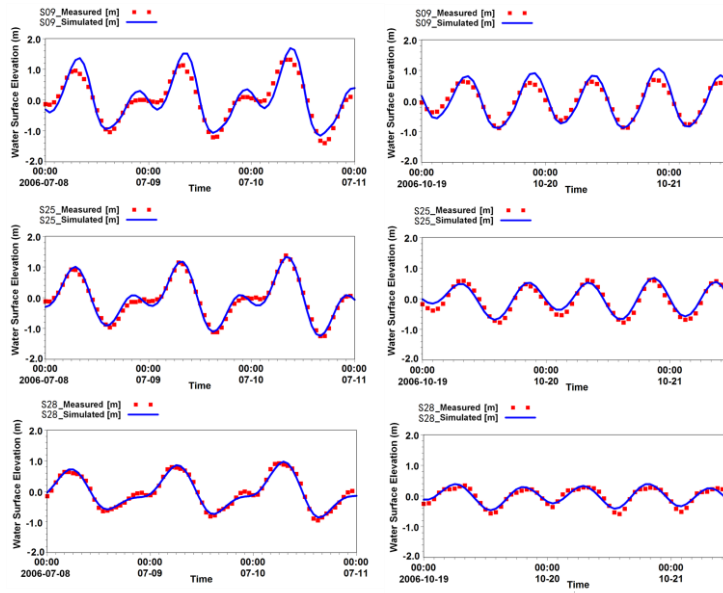 S09_Measured [m]
S09_Simulated [m]
Water Surface Elevation (m)
2.0
1.0
0.0
-1.0
-2.0
00:00 00:00 00:00 00:00
2006-07-08 07-09 07-10 07-11
Time
S09_Measured [m]
S09_Simulated [m]
Water Surface Elevation (m)
2.0
1.0
0.0
-1.0
-2.0
00:00 00:00 00:00
2006-10-19 10-20 10-21
Time
S25_Measured [m]
S25_Simulated [m]
Water Surface Elevation (m)
2.0
1.0
0.0
-1.0
-2.0
00:00 00:00 00:00 00:00
2006-07-08 07-09 07-10 07-11
Time
S25_Measured [m]
S25_Simulated [m]
Water Surface Elevation (m)
2.0
1.0
0.0
-1.0
-2.0
00:00 00:00 00:00
2006-10-19 10-20 10-21
Time
S28_Measured [m]
S28_Simulated [m]
Water Surface Elevation (m)
2.0
1.0
0.0
-1.0
-2.0
00:00 00:00 00:00 00:00
2006-07-08 07-09 07-10 07-11
Time
S28_Measured [m]
S28_Simulated [m]
Water Surface Elevation (m)
2.0
1.0
0.0
-1.0
-2.0
00:00 00:00 00:00
2006-10-19 10-20 10-21
Time